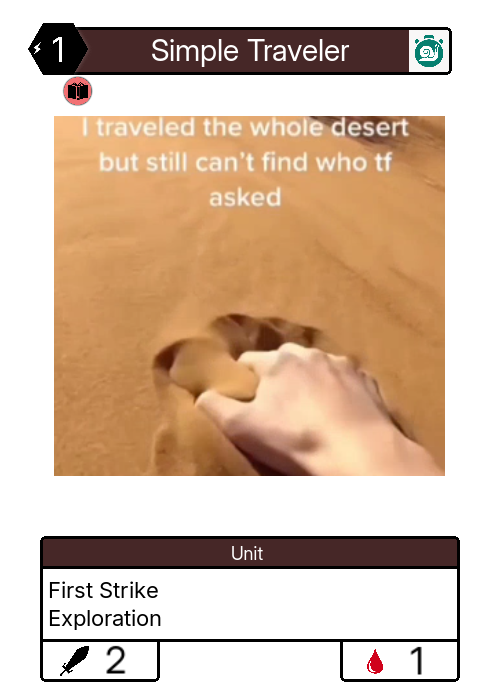 1
Simple Traveler
I traveled the whole desert
but still can't find who tf
asked
Unit
First Strike
Exploration
2
1